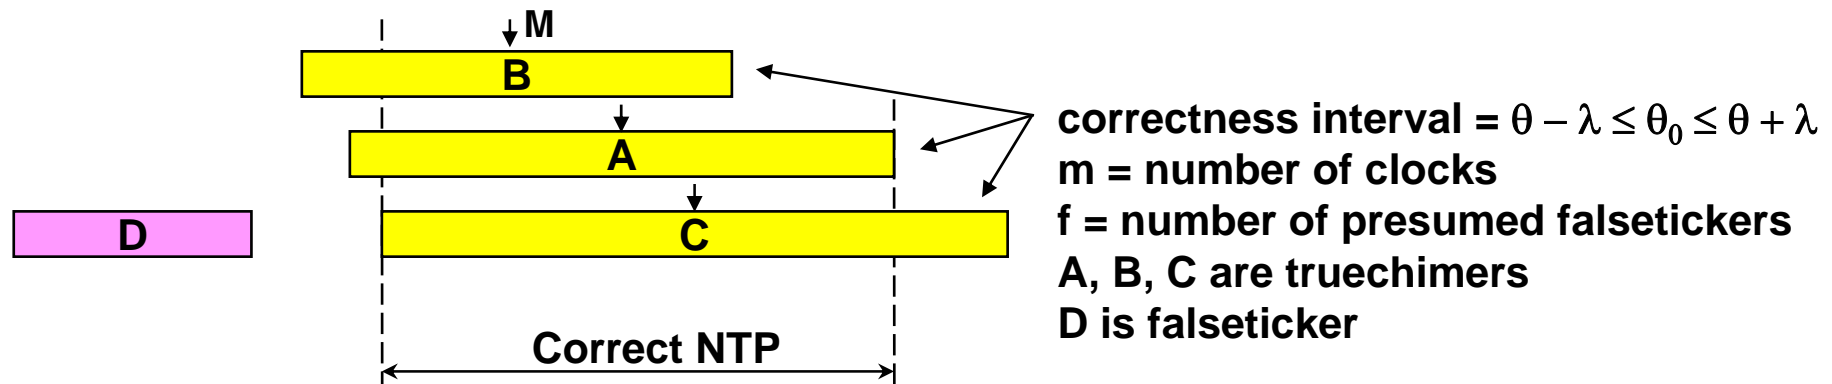 M
B
A
D
C
correctness interval = θ − λ ≤ θ₀ ≤ θ + λ
m = number of clocks
f = number of presumed falsetickers
A, B, C are truechimers
D is falseticker
Correct NTP